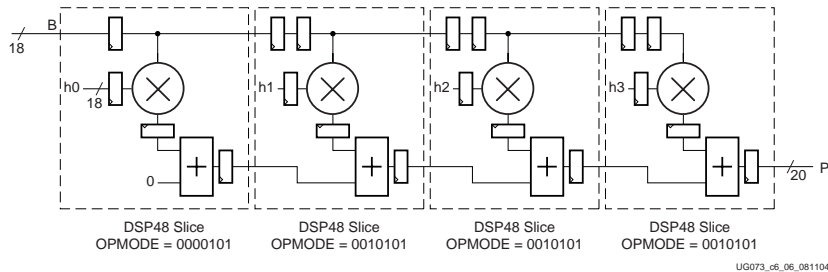 B
18
h0
18
h1
h2
h3
0
P
20
DSP48 Slice
OPMODE = 0000101
DSP48 Slice
OPMODE = 0010101
DSP48 Slice
OPMODE = 0010101
DSP48 Slice
OPMODE = 0010101
UG073_c6_06_081104